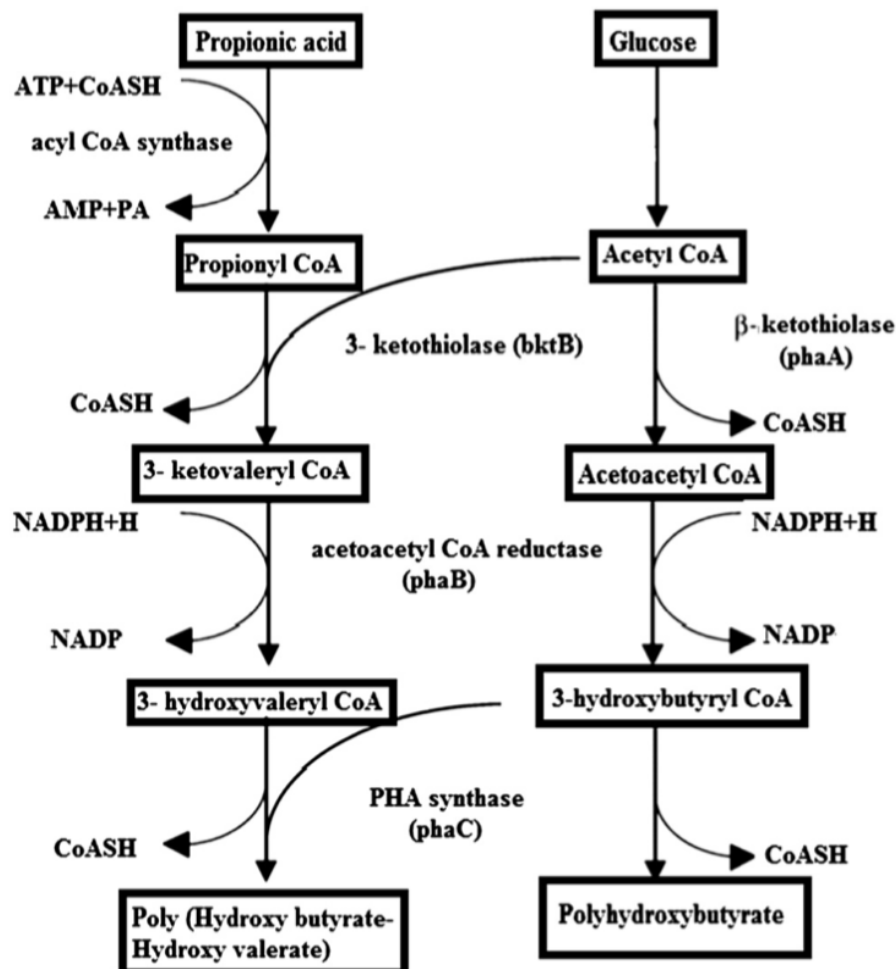 Propionic acid
Glucose
ATP+CoASH
acyl CoA synthase
AMP+PA
Propionyl CoA
Acetyl CoA
3- ketothiolase (bktB)
β-ketothiolase
(phaA)
CoASH
CoASH
3- ketovaleryl CoA
Acetoacetyl CoA
NADPH+H
NADPH+H
acetoacetyl CoA reductase
(phaB)
NADP
NADP
3- hydroxyvaleryl CoA
3-hydroxybutyryl CoA
PHA synthase
(phaC)
CoASH
CoASH
Poly (Hydroxy butyrate-
Hydroxy valerate)
Polyhydroxybutyrate